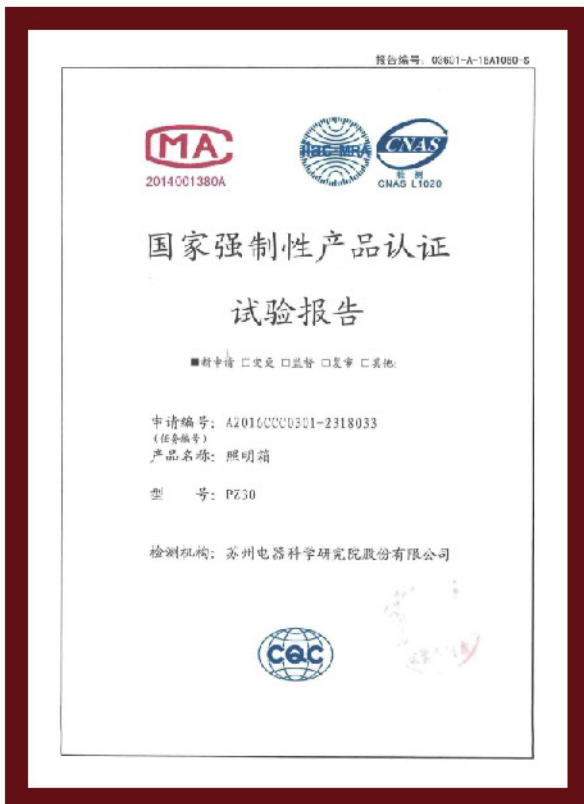 报告编号: 03601-A-16A1080-S
MA
2014001380A
ilac-MRA
CNAS
检测
CNAS L1020
国家强制性产品认证
试验报告
■新申请 □变更 □监督 □复审 □其他:
申请编号: A2016CCC0301-2318033
(任务编号)
产品名称: 照明箱
型 号: PZ30
检测机构: 苏州电器科学研究院股份有限公司
CQC